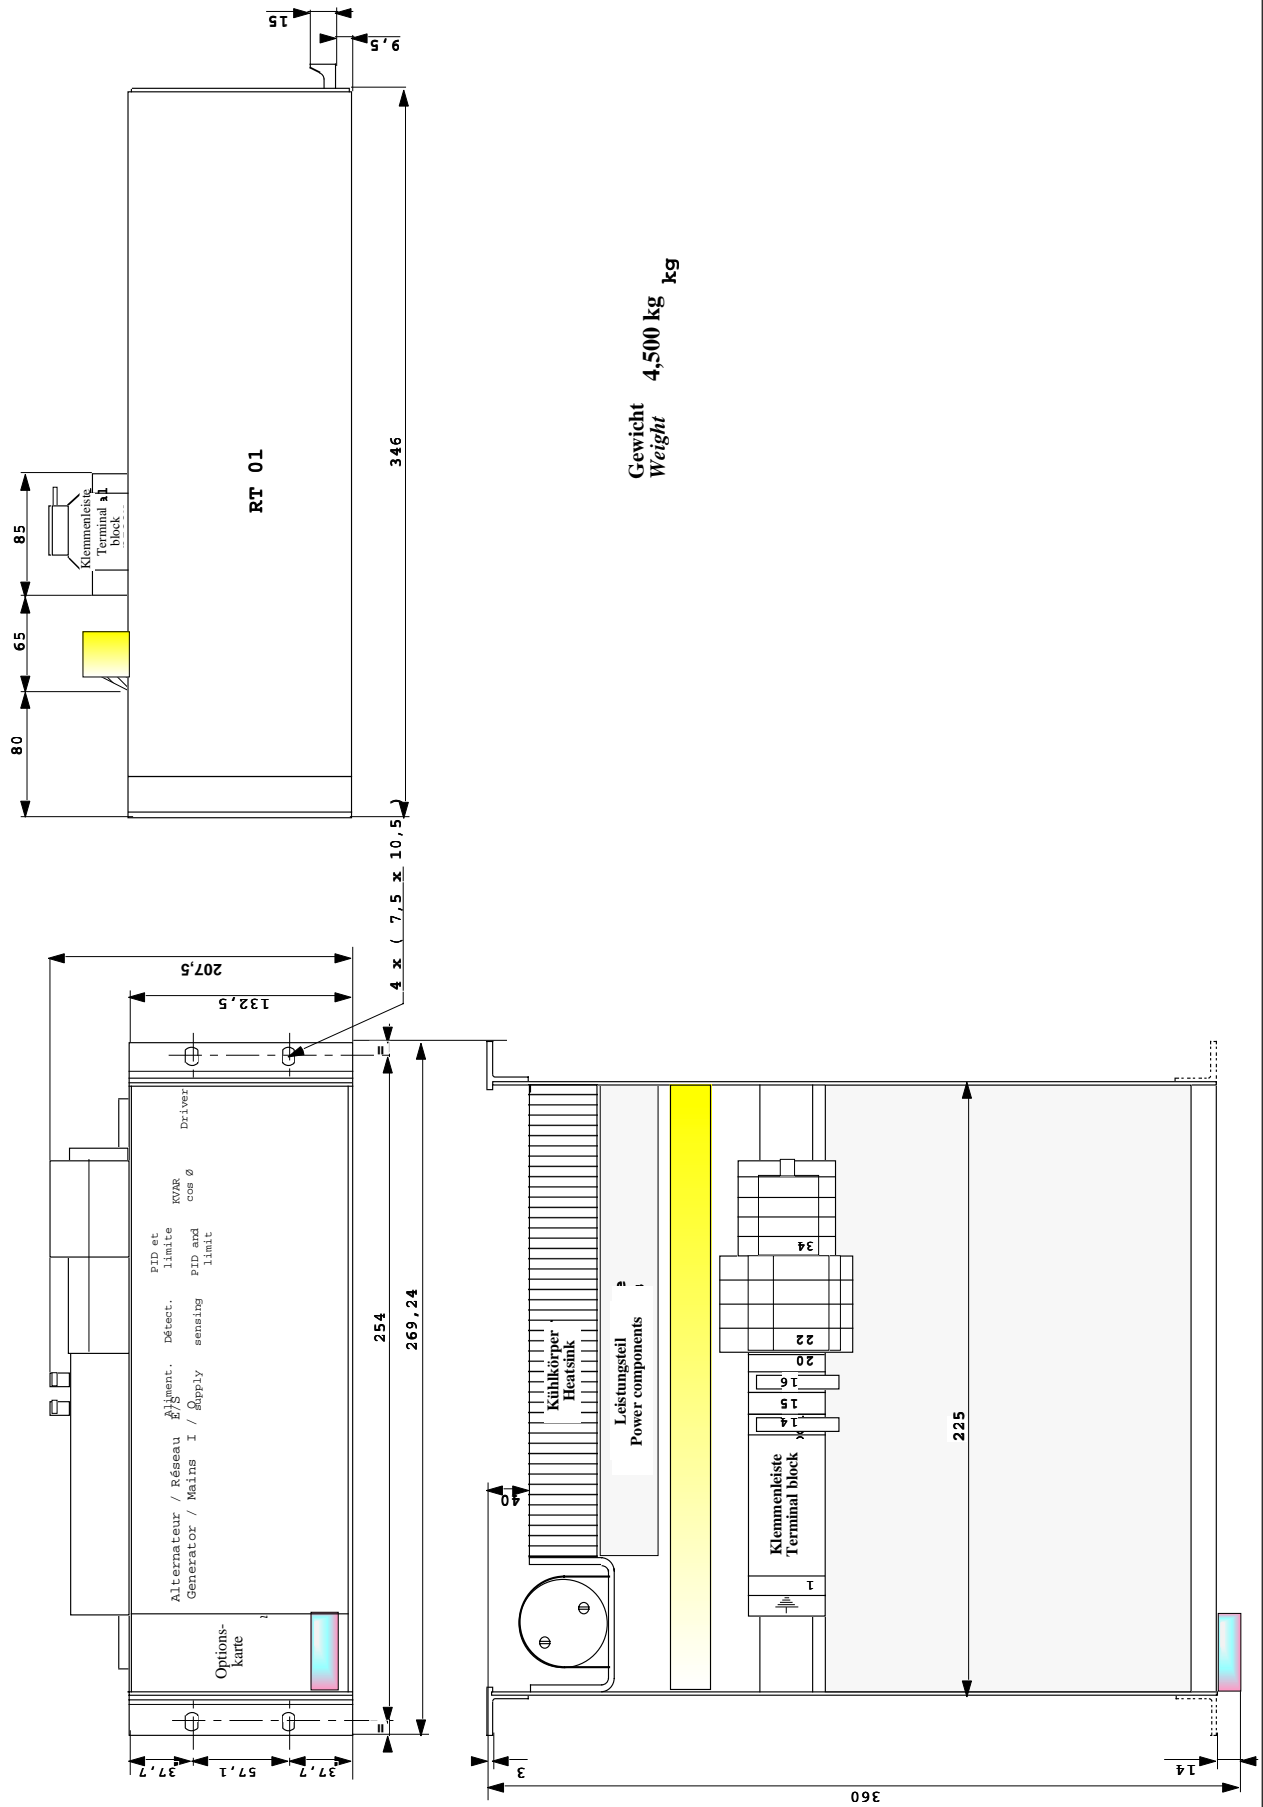 15
9,5
85
65
80
Klemmenleiste
Terminal al
block
RT 01
346
Gewicht 4,500 kg kg
Weight
4 x ( 7,5 x 10,5 )
207,5
132,5
=
254
269,24
=
37,7
57,1
37,7
Driver
KVAR
cos Ø
PID et
limite
PID and
limit
Détect.
sensing
Aliment.
supply
Alternateur / Réseau E/S
Generator / Mains I / O
Options-
karte
~
Kühlkörper
Heatsink
Leistungsteil
Power components
40
34
22
20
16
15
14
x
Klemmenleiste
Terminal block
1
225
3
14
360